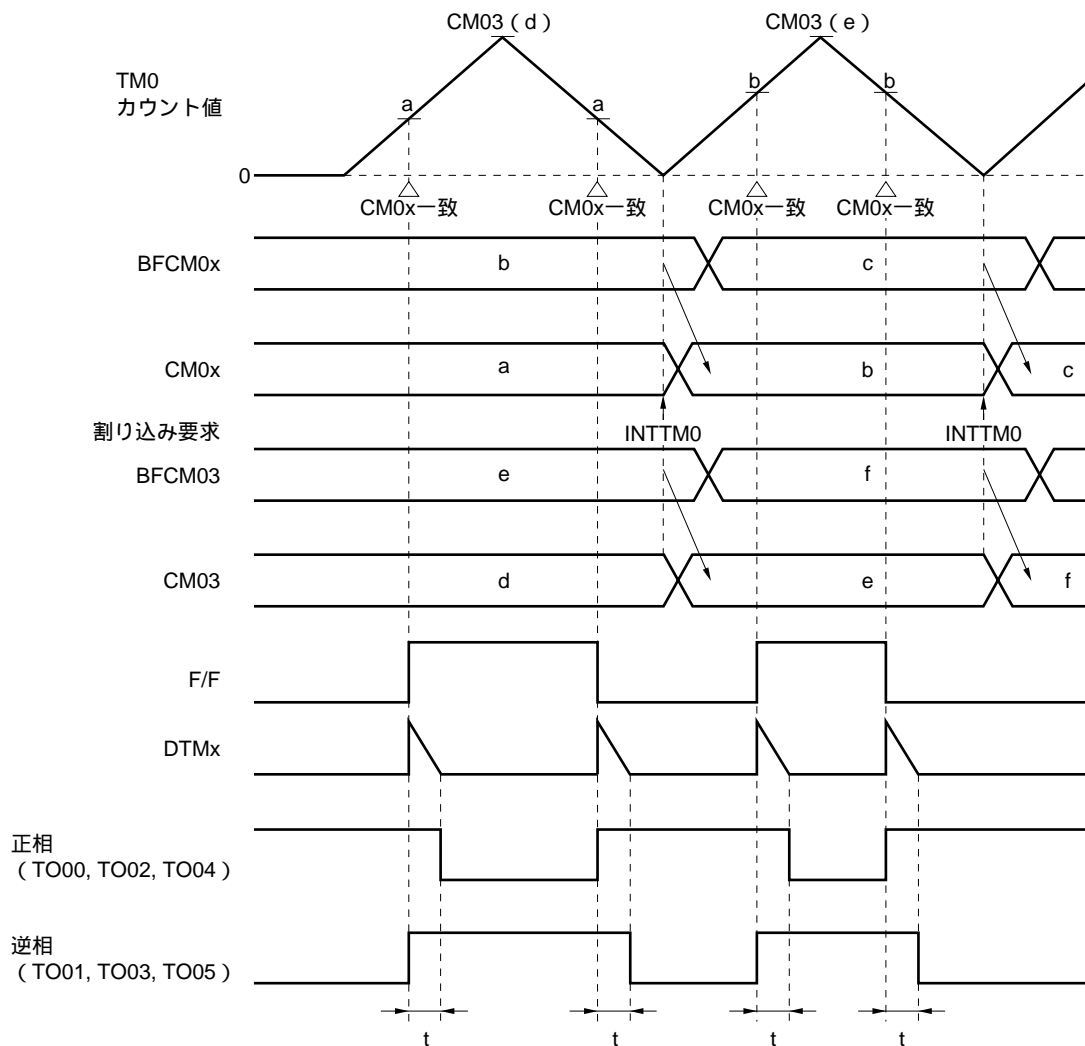 CM03（d） CM03（e）
TM0
カウント値
a a b b
0
CM0x一致 CM0x一致 CM0x一致 CM0x一致
BFCM0x b c
CM0x a b c
割り込み要求 INTTM0 INTTM0
BFCM03 e f
CM03 d e f
F/F
DTMx
正相
（TO00, TO02, TO04）
逆相
（TO01, TO03, TO05）
t t t t